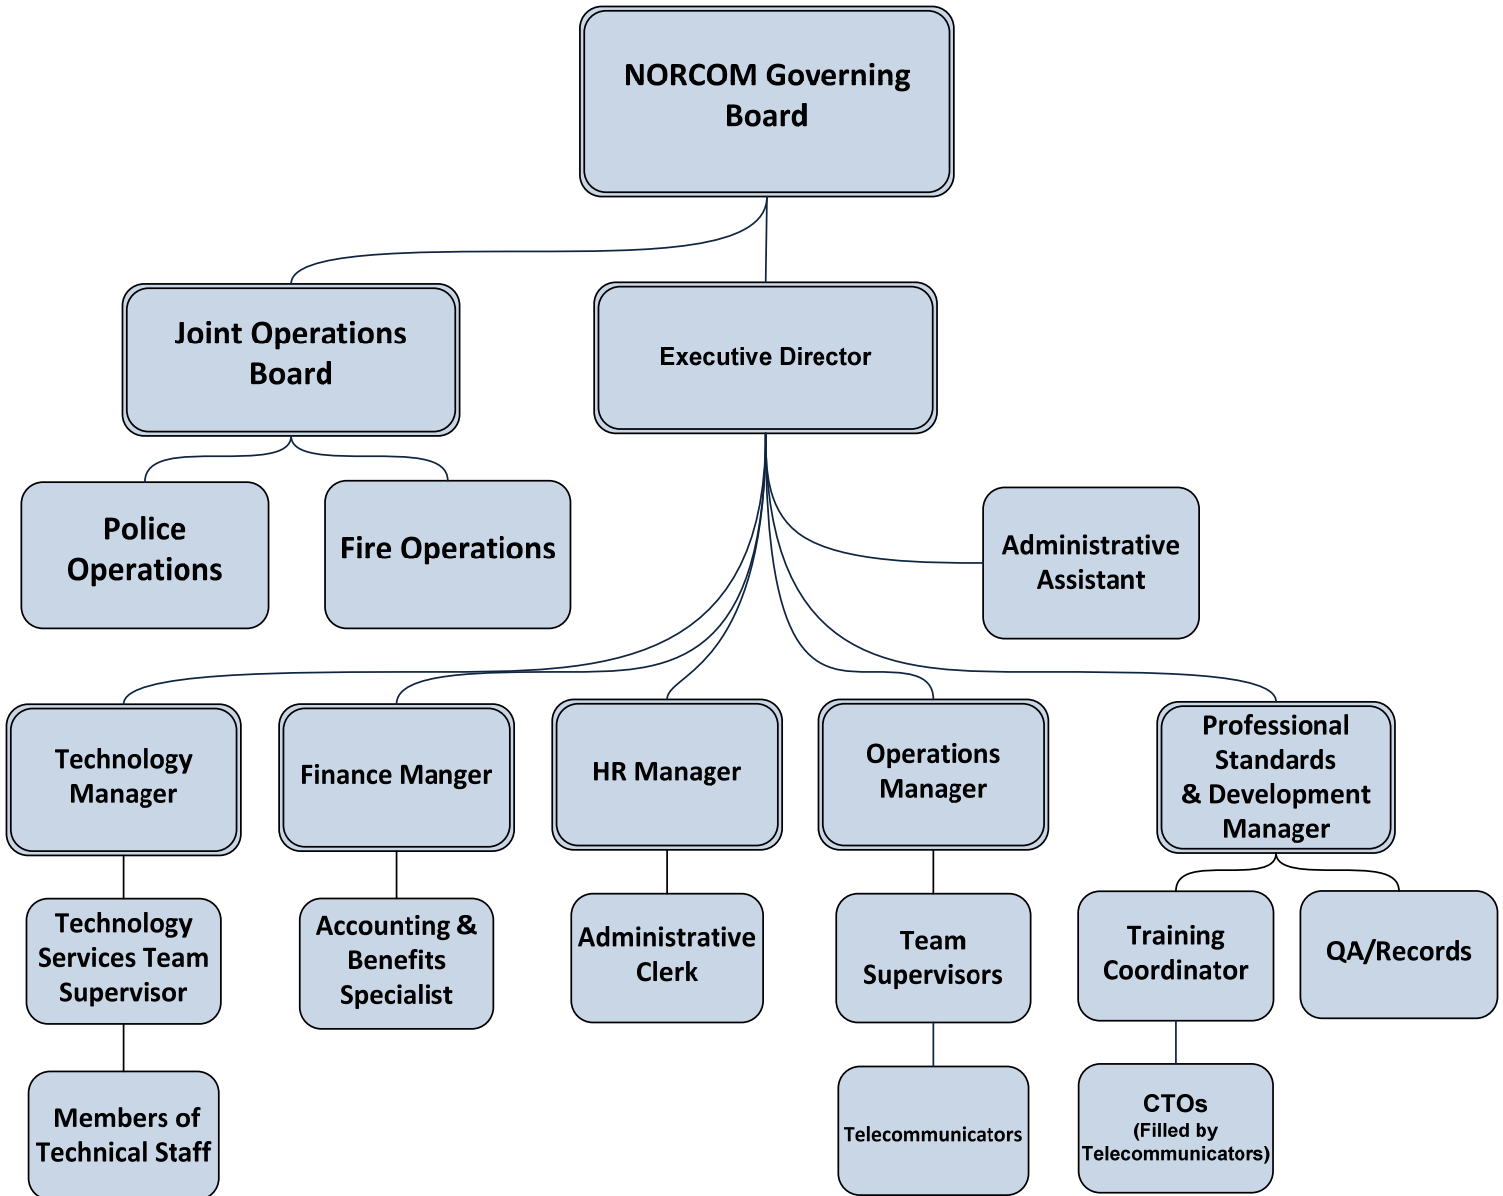 NORCOM Governing
Board
Joint Operations
Board
Executive Director
Police
Operations
Fire Operations
Administrative
Assistant
Technology
Manager
Finance Manger
HR Manager
Operations
Manager
Professional
Standards
& Development
Manager
Technology
Services Team
Supervisor
Accounting &
Benefits
Specialist
Administrative
Clerk
Team
Supervisors
Training
Coordinator
QA/Records
Members of
Technical Staff
Telecommunicators
CTOs
(Filled by
Telecommunicators)